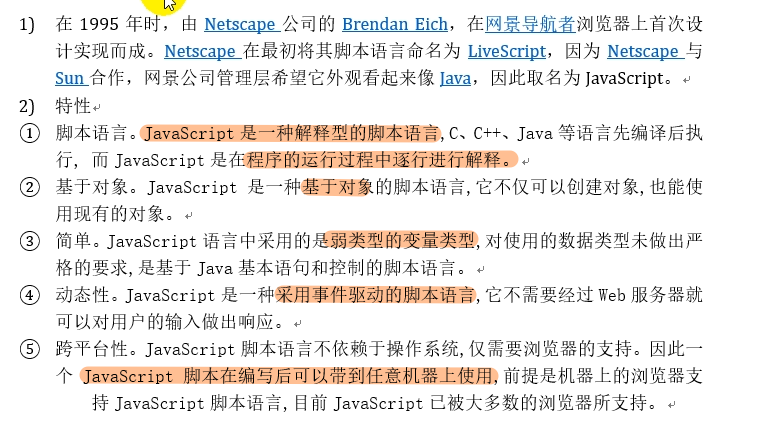 1) 在 1995 年时，由 Netscape 公司的 Brendan Eich，在网景导航者浏览器上首次设
计实现而成。Netscape 在最初将其脚本语言命名为 LiveScript，因为 Netscape 与
Sun 合作，网景公司管理层希望它外观看起来像 Java，因此取名为 JavaScript。
2) 特性
① 脚本语言。JavaScript 是一种解释型的脚本语言,C、C++、Java 等语言先编译后执
行, 而 JavaScript 是在程序的运行过程中逐行进行解释。
② 基于对象。JavaScript 是一种基于对象的脚本语言,它不仅可以创建对象,也能使
用现有的对象。
③ 简单。JavaScript 语言中采用的是弱类型的变量类型,对使用的数据类型未做出严
格的要求,是基于 Java 基本语句和控制的脚本语言。
④ 动态性。JavaScript 是一种采用事件驱动的脚本语言,它不需要经过 Web 服务器就
可以对用户的输入做出响应。
⑤ 跨平台性。JavaScript 脚本语言不依赖于操作系统,仅需要浏览器的支持。因此一
个 JavaScript 脚本在编写后可以带到任意机器上使用,前提是机器上的浏览器支
持 JavaScript 脚本语言,目前 JavaScript 已被大多数的浏览器所支持。